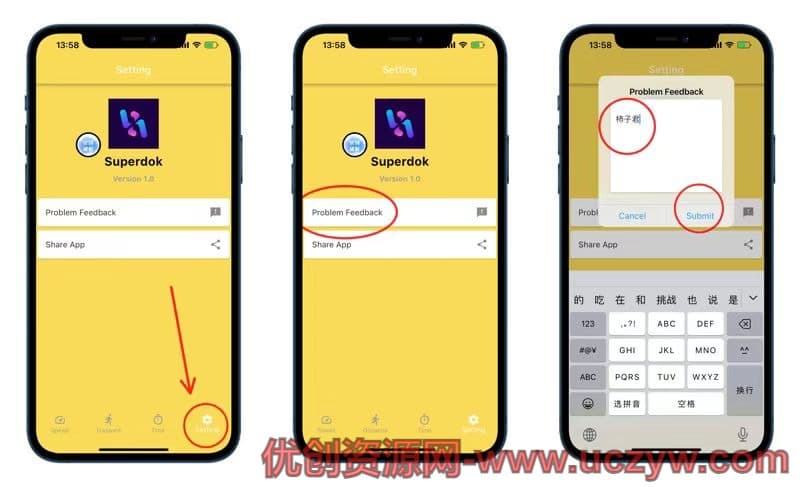 13:58
Setting
Superdok
Version 1.0
Problem Feedback
Share App
Speed
Distance
Time
Setting
13:58
Setting
Superdok
Version 1.0
Problem Feedback
Share App
Speed
Distance
Time
Setting
13:58
Setting
Problem Feedback
柿子君
Cancel
Submit
Share App
的 吃 在 和 挑战 也 说 是
123 ,。?! ABC DEF
#@¥ GHI JKL MNO ^^
ABC PQRS TUV WXYZ 换行
选拼音 空格
优创资源网-www.uczyw.com